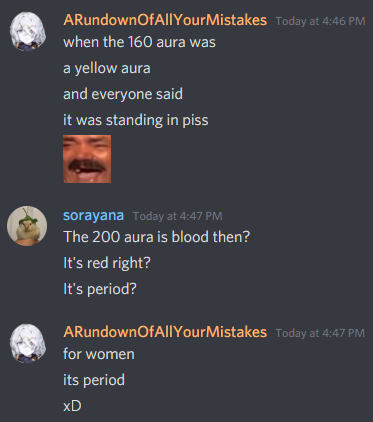 ARundownOfAllYourMistakes Today at 4:46 PM
when the 160 aura was
a yellow aura
and everyone said
it was standing in piss
sorayana Today at 4:47 PM
The 200 aura is blood then?
It's red right?
It's period?
ARundownOfAllYourMistakes Today at 4:47 PM
for women
its period
xD